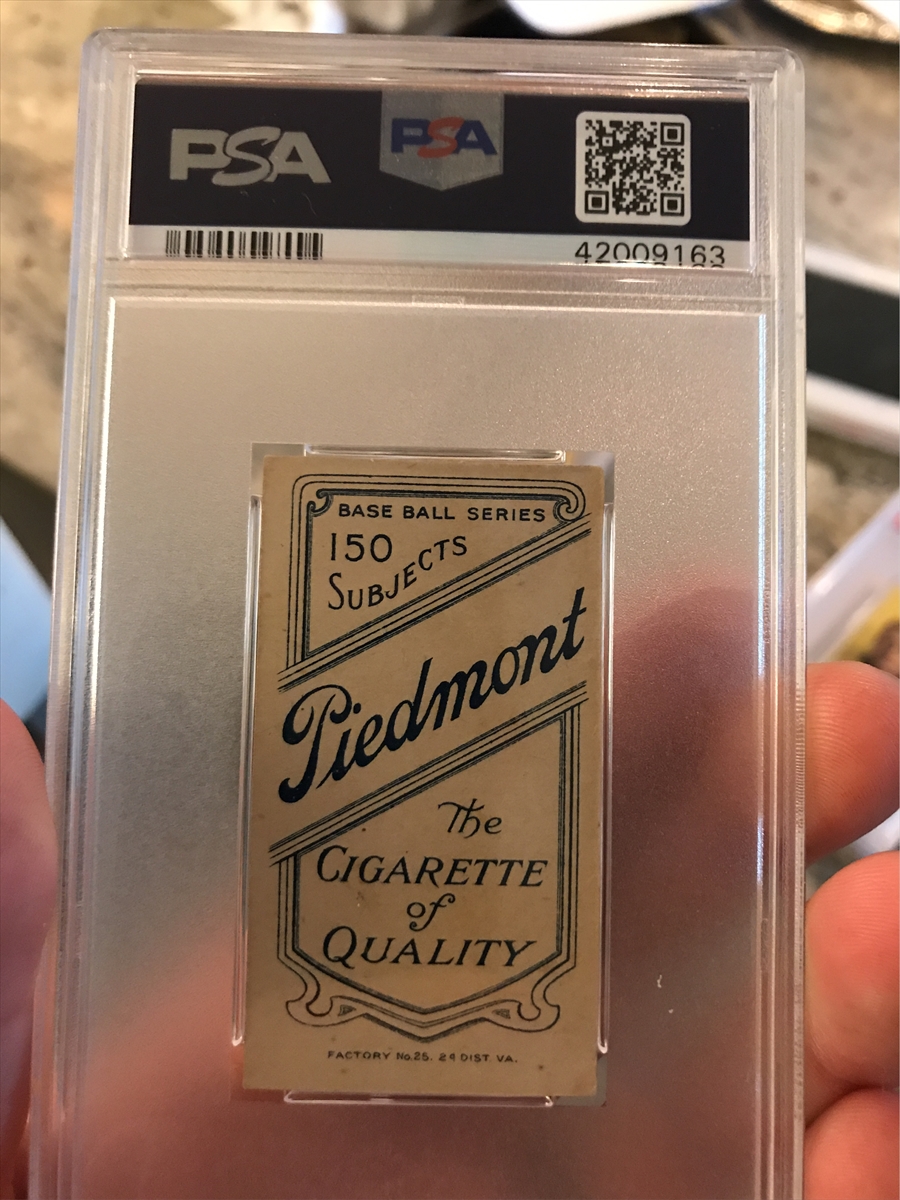 PSA
PSA
42009163
BASE BALL SERIES
150
SUBJECTS
Piedmont
The
CIGARETTE
of
QUALITY
FACTORY No.25. 2d DIST VA.